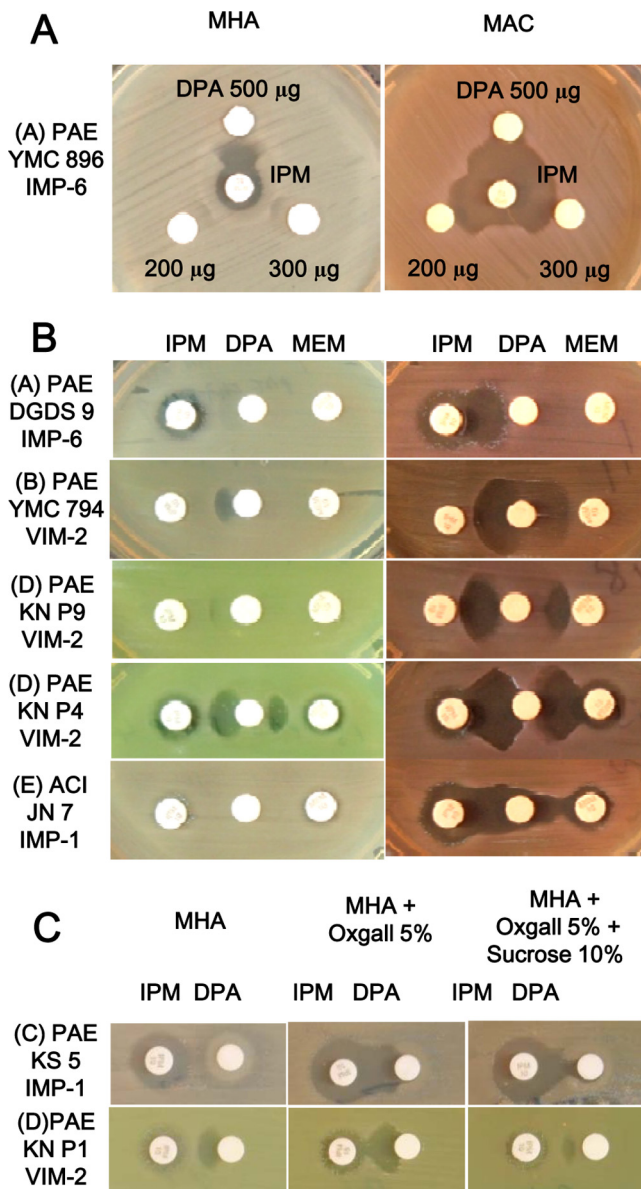 A
MHA
MAC
DPA 500 µg
DPA 500 µg
(A) PAE
YMC 896
IMP-6
IPM
IPM
200 µg
300 µg
200 µg
300 µg
B
IPM DPA MEM
IPM DPA MEM
(A) PAE
DGDS 9
IMP-6
(B) PAE
YMC 794
VIM-2
(D) PAE
KN P9
VIM-2
(D) PAE
KN P4
VIM-2
(E) ACI
JN 7
IMP-1
C
MHA
MHA +
Oxgall 5%
MHA +
Oxgall 5% +
Sucrose 10%
IPM DPA
IPM DPA
IPM DPA
(C) PAE
KS 5
IMP-1
(D)PAE
KN P1
VIM-2